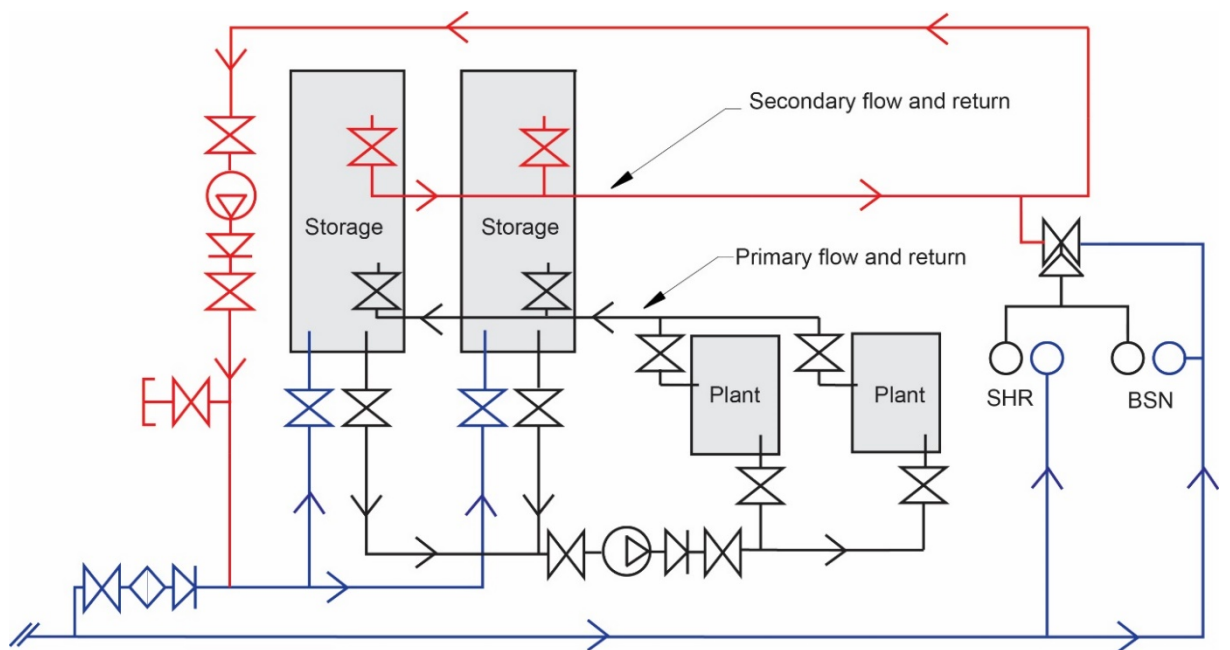 Secondary flow and return
Storage
Storage
Primary flow and return
Plant
Plant
SHR
BSN